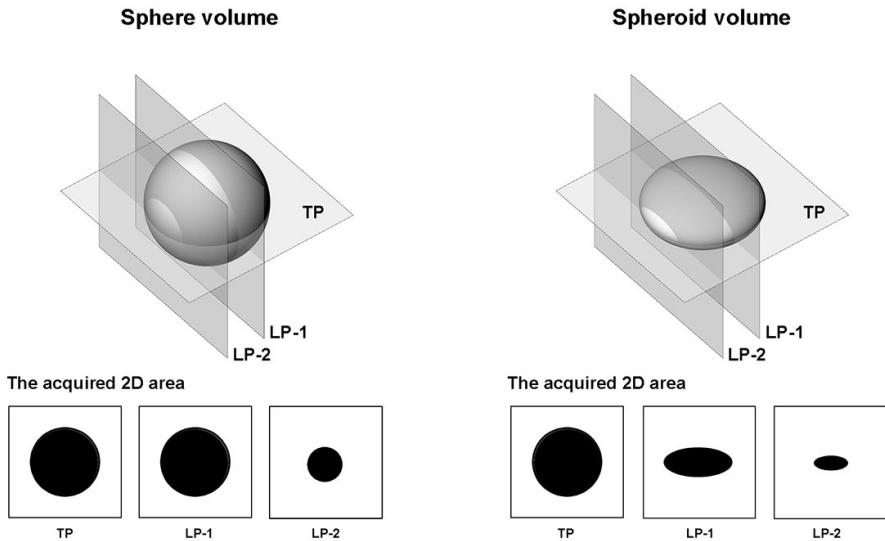 Sphere volume
TP
LP-1
LP-2
The acquired 2D area
TP
LP-1
LP-2
Spheroid volume
TP
LP-1
LP-2
The acquired 2D area
TP
LP-1
LP-2